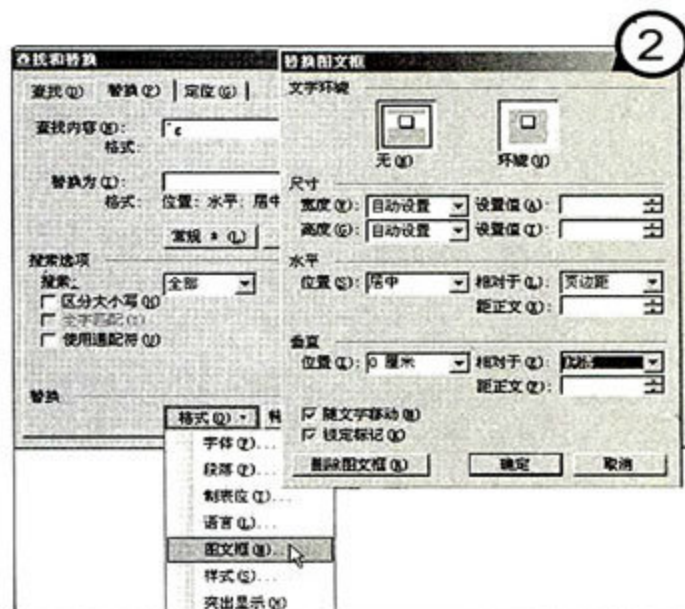 ②
查找和替换
查找(D) 替换(P) 定位(G)
查找内容(N): ^c
格式:
替换为(I):
格式: 位置: 水平: 居中
常规 (L)
搜索选项
搜索: 全部
区分大小写(H)
全字匹配(Y)
使用通配符(U)
替换
格式(O)
字体(F)...
段落(P)...
制表位(T)...
语言(L)...
图文框(M)...
样式(S)...
突出显示(H)
替换图文框
文字环绕
无(N) 环绕(U)
尺寸
宽度(W): 自动设置 设置值(A):
高度(G): 自动设置 设置值(T):
水平
位置(S): 居中 相对于(L): 页边距
距正文(X):
垂直
位置(I): 0 厘米 相对于(E):
距正文(V):
随文字移动(M)
锁定标记(K)
删除图文框(R) 确定 取消